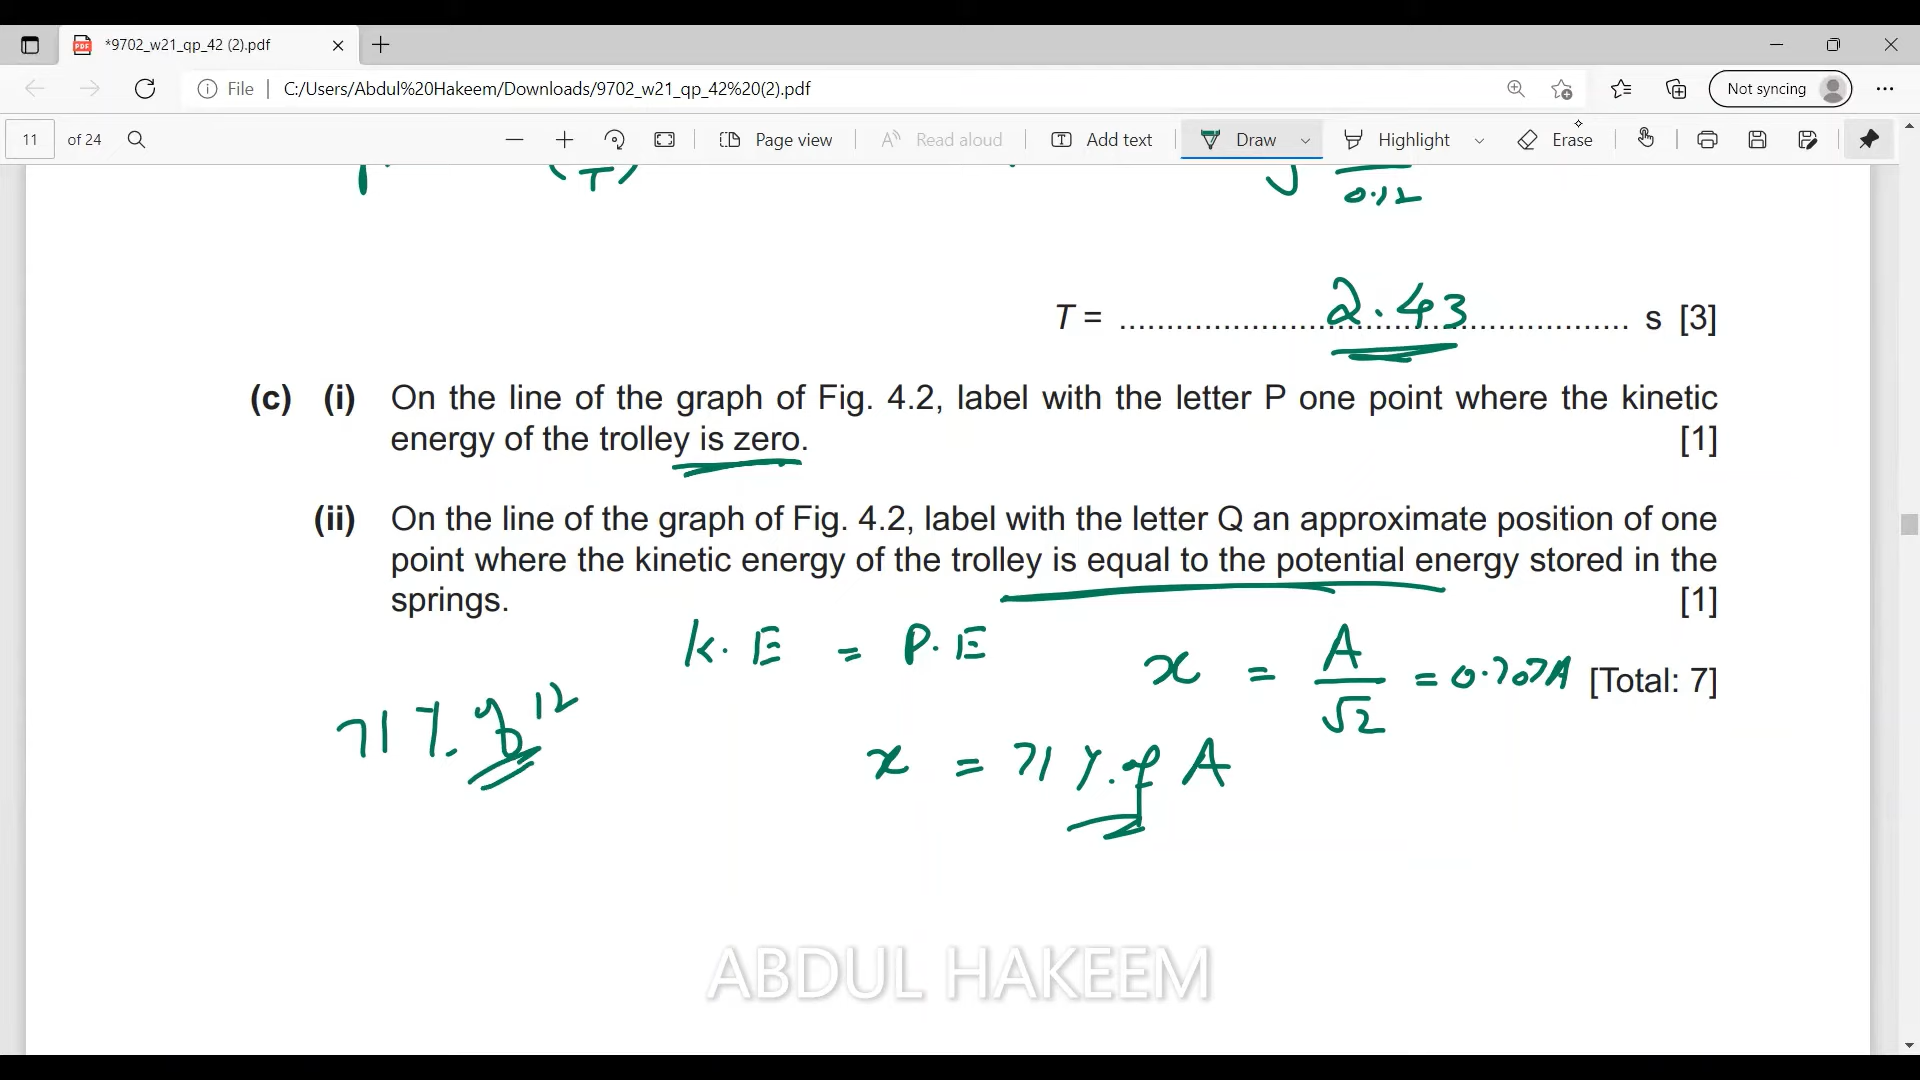 *9702_w21_qp_42 (2).pdf
File C:/Users/Abdul%20Hakeem/Downloads/9702_w21_qp_42%20(2).pdf Not syncing
11 of 24 Page view Read aloud Add text Draw Highlight Erase
T 0.12
T = 2.43 s [3]
(c) (i) On the line of the graph of Fig. 4.2, label with the letter P one point where the kinetic
energy of the trolley is zero. [1]
(ii) On the line of the graph of Fig. 4.2, label with the letter Q an approximate position of one
point where the kinetic energy of the trolley is equal to the potential energy stored in the
springs. [1]
K.E = P.E
x = A/√2 = 0.707A [Total: 7]
71 %. of 12
x = 71 %. of A
ABDUL HAKEEM